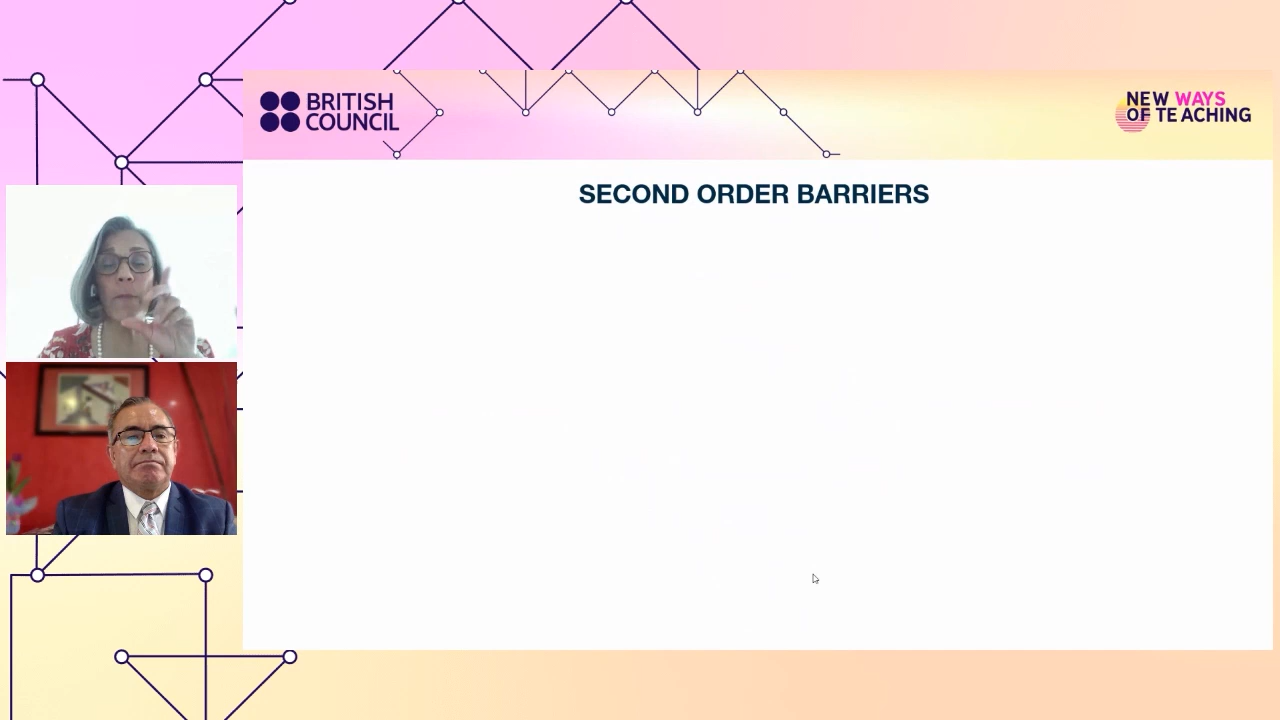 BRITISH
COUNCIL
NEW WAYS
OF TEACHING
SECOND ORDER BARRIERS